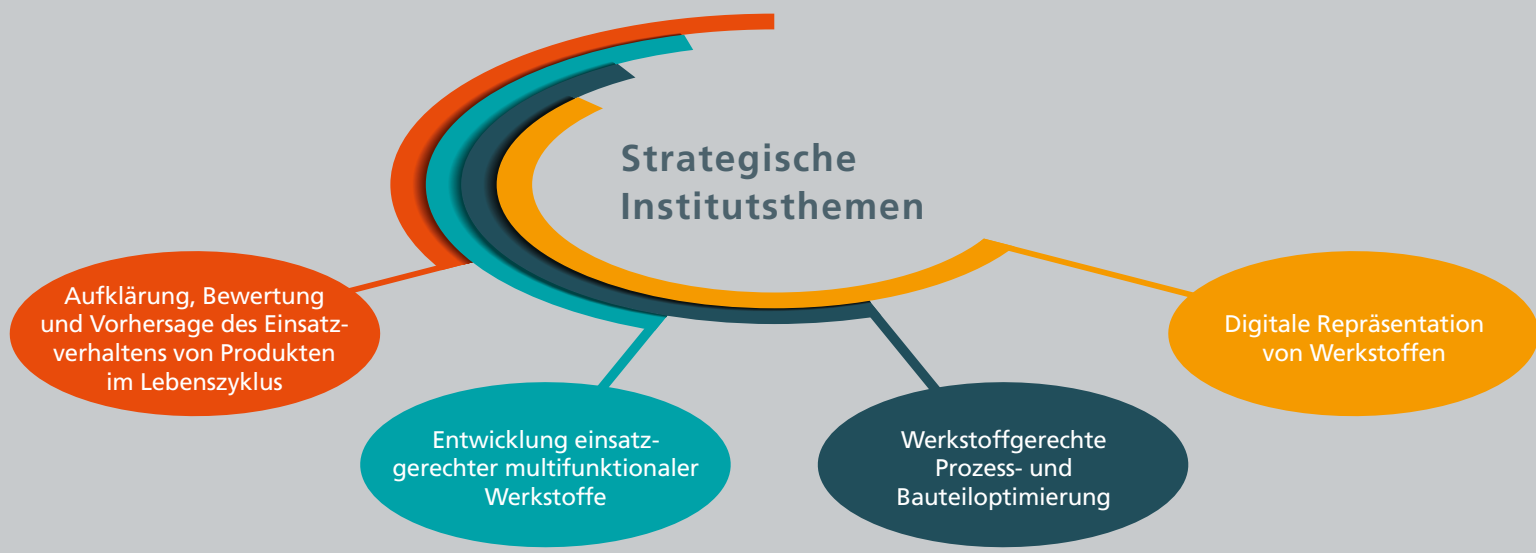 Strategische
Institutsthemen
Aufklärung, Bewertung
und Vorhersage des Einsatz-
verhaltens von Produkten
im Lebenszyklus
Entwicklung einsatz-
gerechter multifunktionaler
Werkstoffe
Werkstoffgerechte
Prozess- und
Bauteiloptimierung
Digitale Repräsentation
von Werkstoffen